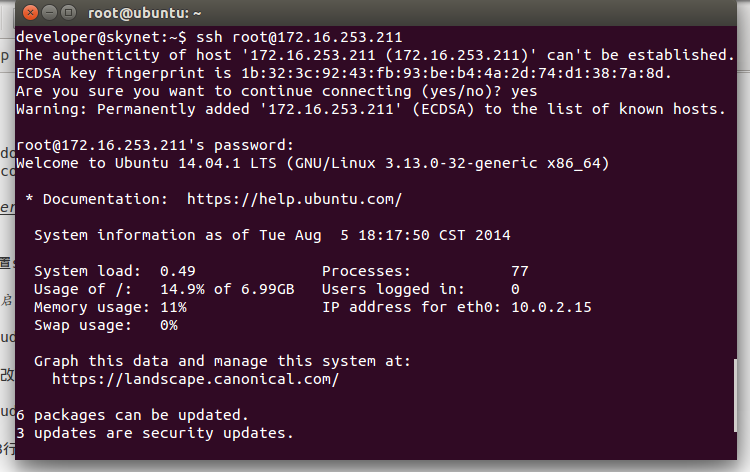 root@ubuntu: ~
developer@skynet:~$ ssh root@172.16.253.211
The authenticity of host '172.16.253.211 (172.16.253.211)' can't be established.
ECDSA key fingerprint is 1b:32:3c:92:43:fb:93:be:b4:4a:2d:74:d1:38:7a:8d.
Are you sure you want to continue connecting (yes/no)? yes
Warning: Permanently added '172.16.253.211' (ECDSA) to the list of known hosts.
root@172.16.253.211's password:
Welcome to Ubuntu 14.04.1 LTS (GNU/Linux 3.13.0-32-generic x86_64)
* Documentation:  https://help.ubuntu.com/
System information as of Tue Aug  5 18:17:50 CST 2014
System load:  0.49              Processes:           77
Usage of /:   14.9% of 6.99GB   Users logged in:     0
Memory usage: 11%               IP address for eth0: 10.0.2.15
Swap usage:   0%
Graph this data and manage this system at:
https://landscape.canonical.com/
6 packages can be updated.
3 updates are security updates.